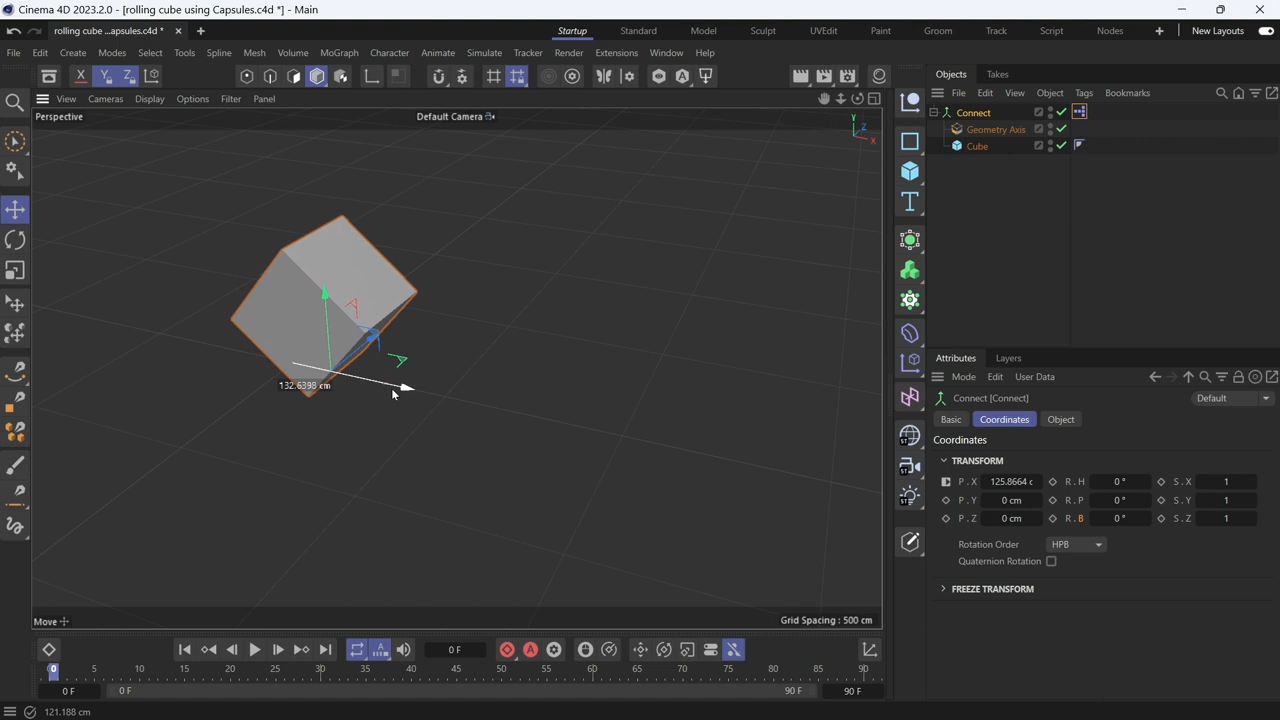 Cinema 4D 2023.2.0 - [rolling cube using Capsules.c4d *] - Main
rolling cube ...apsules.c4d * × +
Startup Standard Model Sculpt UVEdit Paint Groom Track Script Nodes + New Layouts
File Edit Create Modes Select Tools Spline Mesh Volume MoGraph Character Animate Simulate Tracker Render Extensions Window Help
X Y Z
Objects Takes
View Cameras Display Options Filter Panel
File Edit View Object Tags Bookmarks
Perspective
Default Camera
Y Z X
Connect
Geometry Axis
Cube
132.6398 cm
Attributes Layers
Mode Edit User Data
Connect [Connect]
Default
Basic Coordinates Object
Coordinates
TRANSFORM
P . X 125.8664 c R . H 0 ° S . X 1
P . Y 0 cm R . P 0 ° S . Y 1
P . Z 0 cm R . B 0 ° S . Z 1
Rotation Order HPB
Quaternion Rotation
FREEZE TRANSFORM
ST
ST
ST
Move
Grid Spacing : 500 cm
0 F
0 5 10 15 20 25 30 35 40 45 50 55 60 65 70 75 80 85 90
0 F 0 F 90 F 90 F
121.188 cm